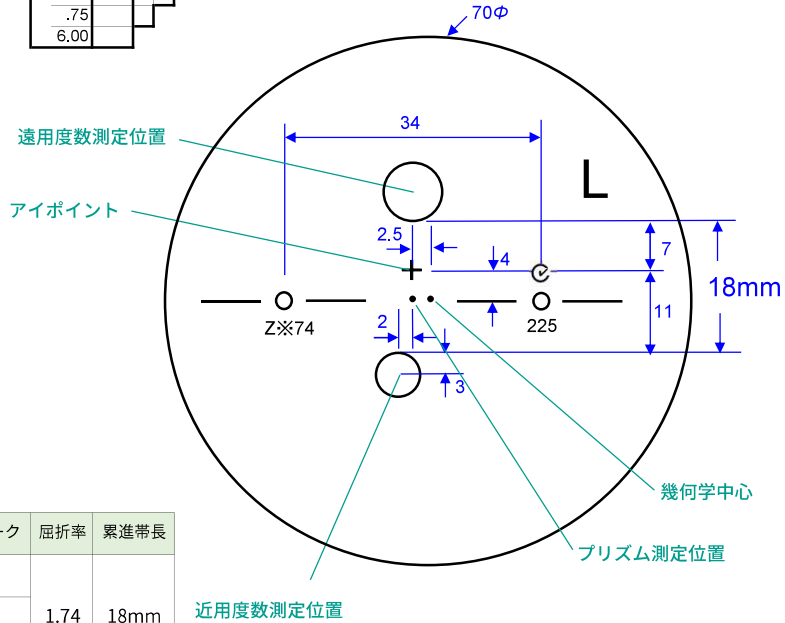 .75
6.00
70Φ
遠用度数測定位置
34
L
アイポイント
2.5
4
7
18mm
11
Z※74
225
2
3
幾何学中心
プリズム測定位置
近用度数測定位置
ーク 屈折率 累進帯長
1.74 18mm